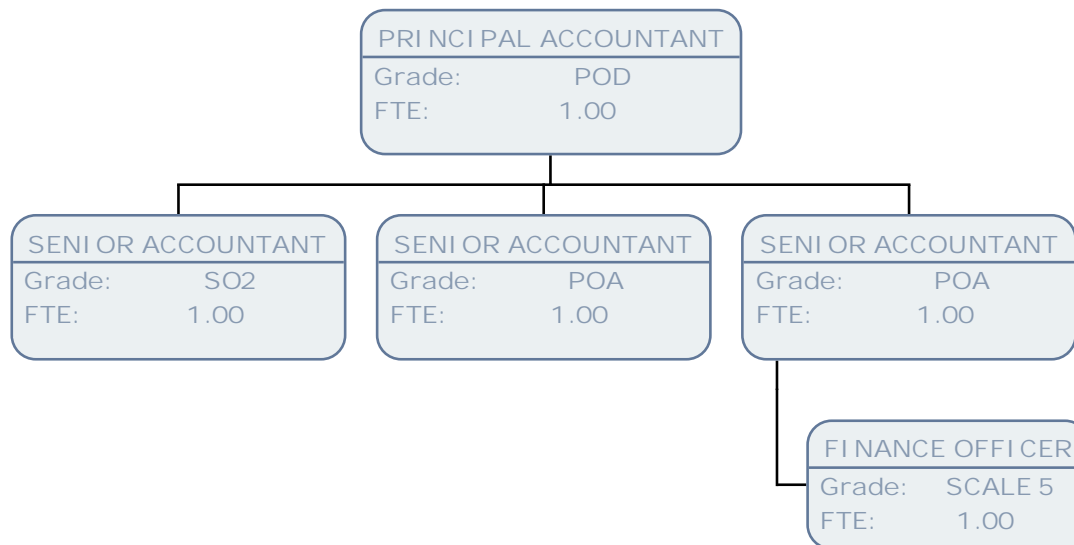 PRINCIPAL ACCOUNTANT
Grade: POD
FTE: 1.00
SENIOR ACCOUNTANT
Grade: SO2
FTE: 1.00
SENIOR ACCOUNTANT
Grade: POA
FTE: 1.00
SENIOR ACCOUNTANT
Grade: POA
FTE: 1.00
FINANCE OFFICER
Grade: SCALE 5
FTE: 1.00